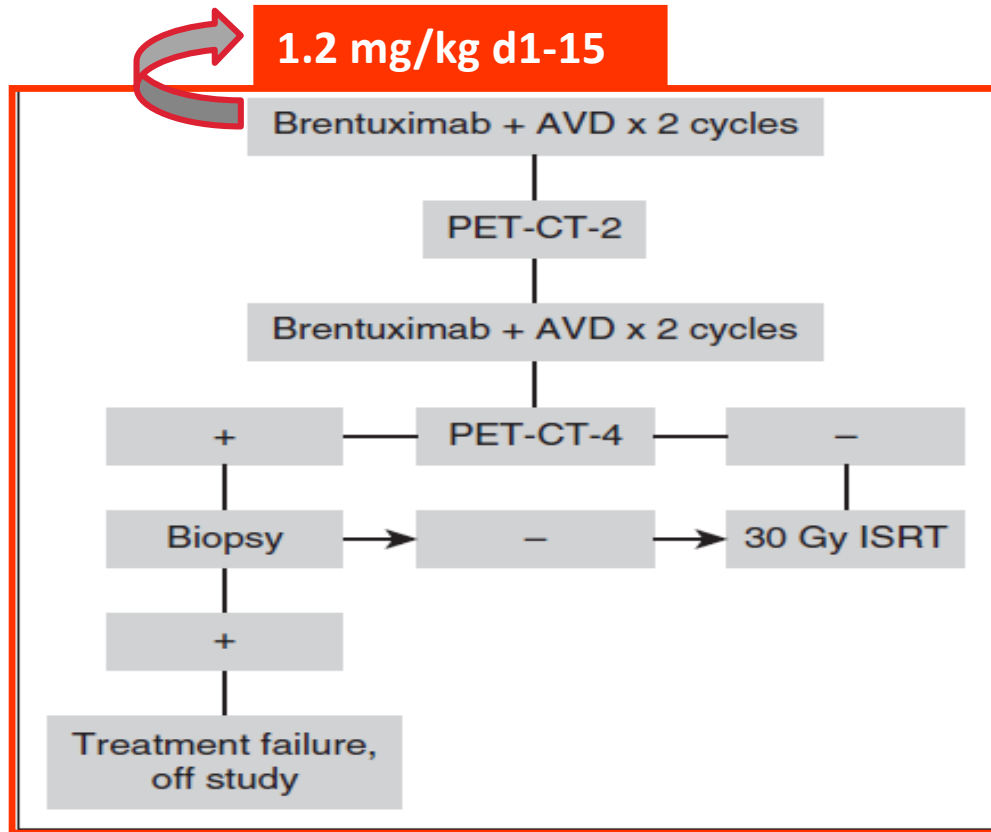 1.2 mg/kg d1-15
Brentuximab + AVD x 2 cycles
PET-CT-2
Brentuximab + AVD x 2 cycles
+
PET-CT-4
–
Biopsy
–
30 Gy ISRT
+
Treatment failure,
off study